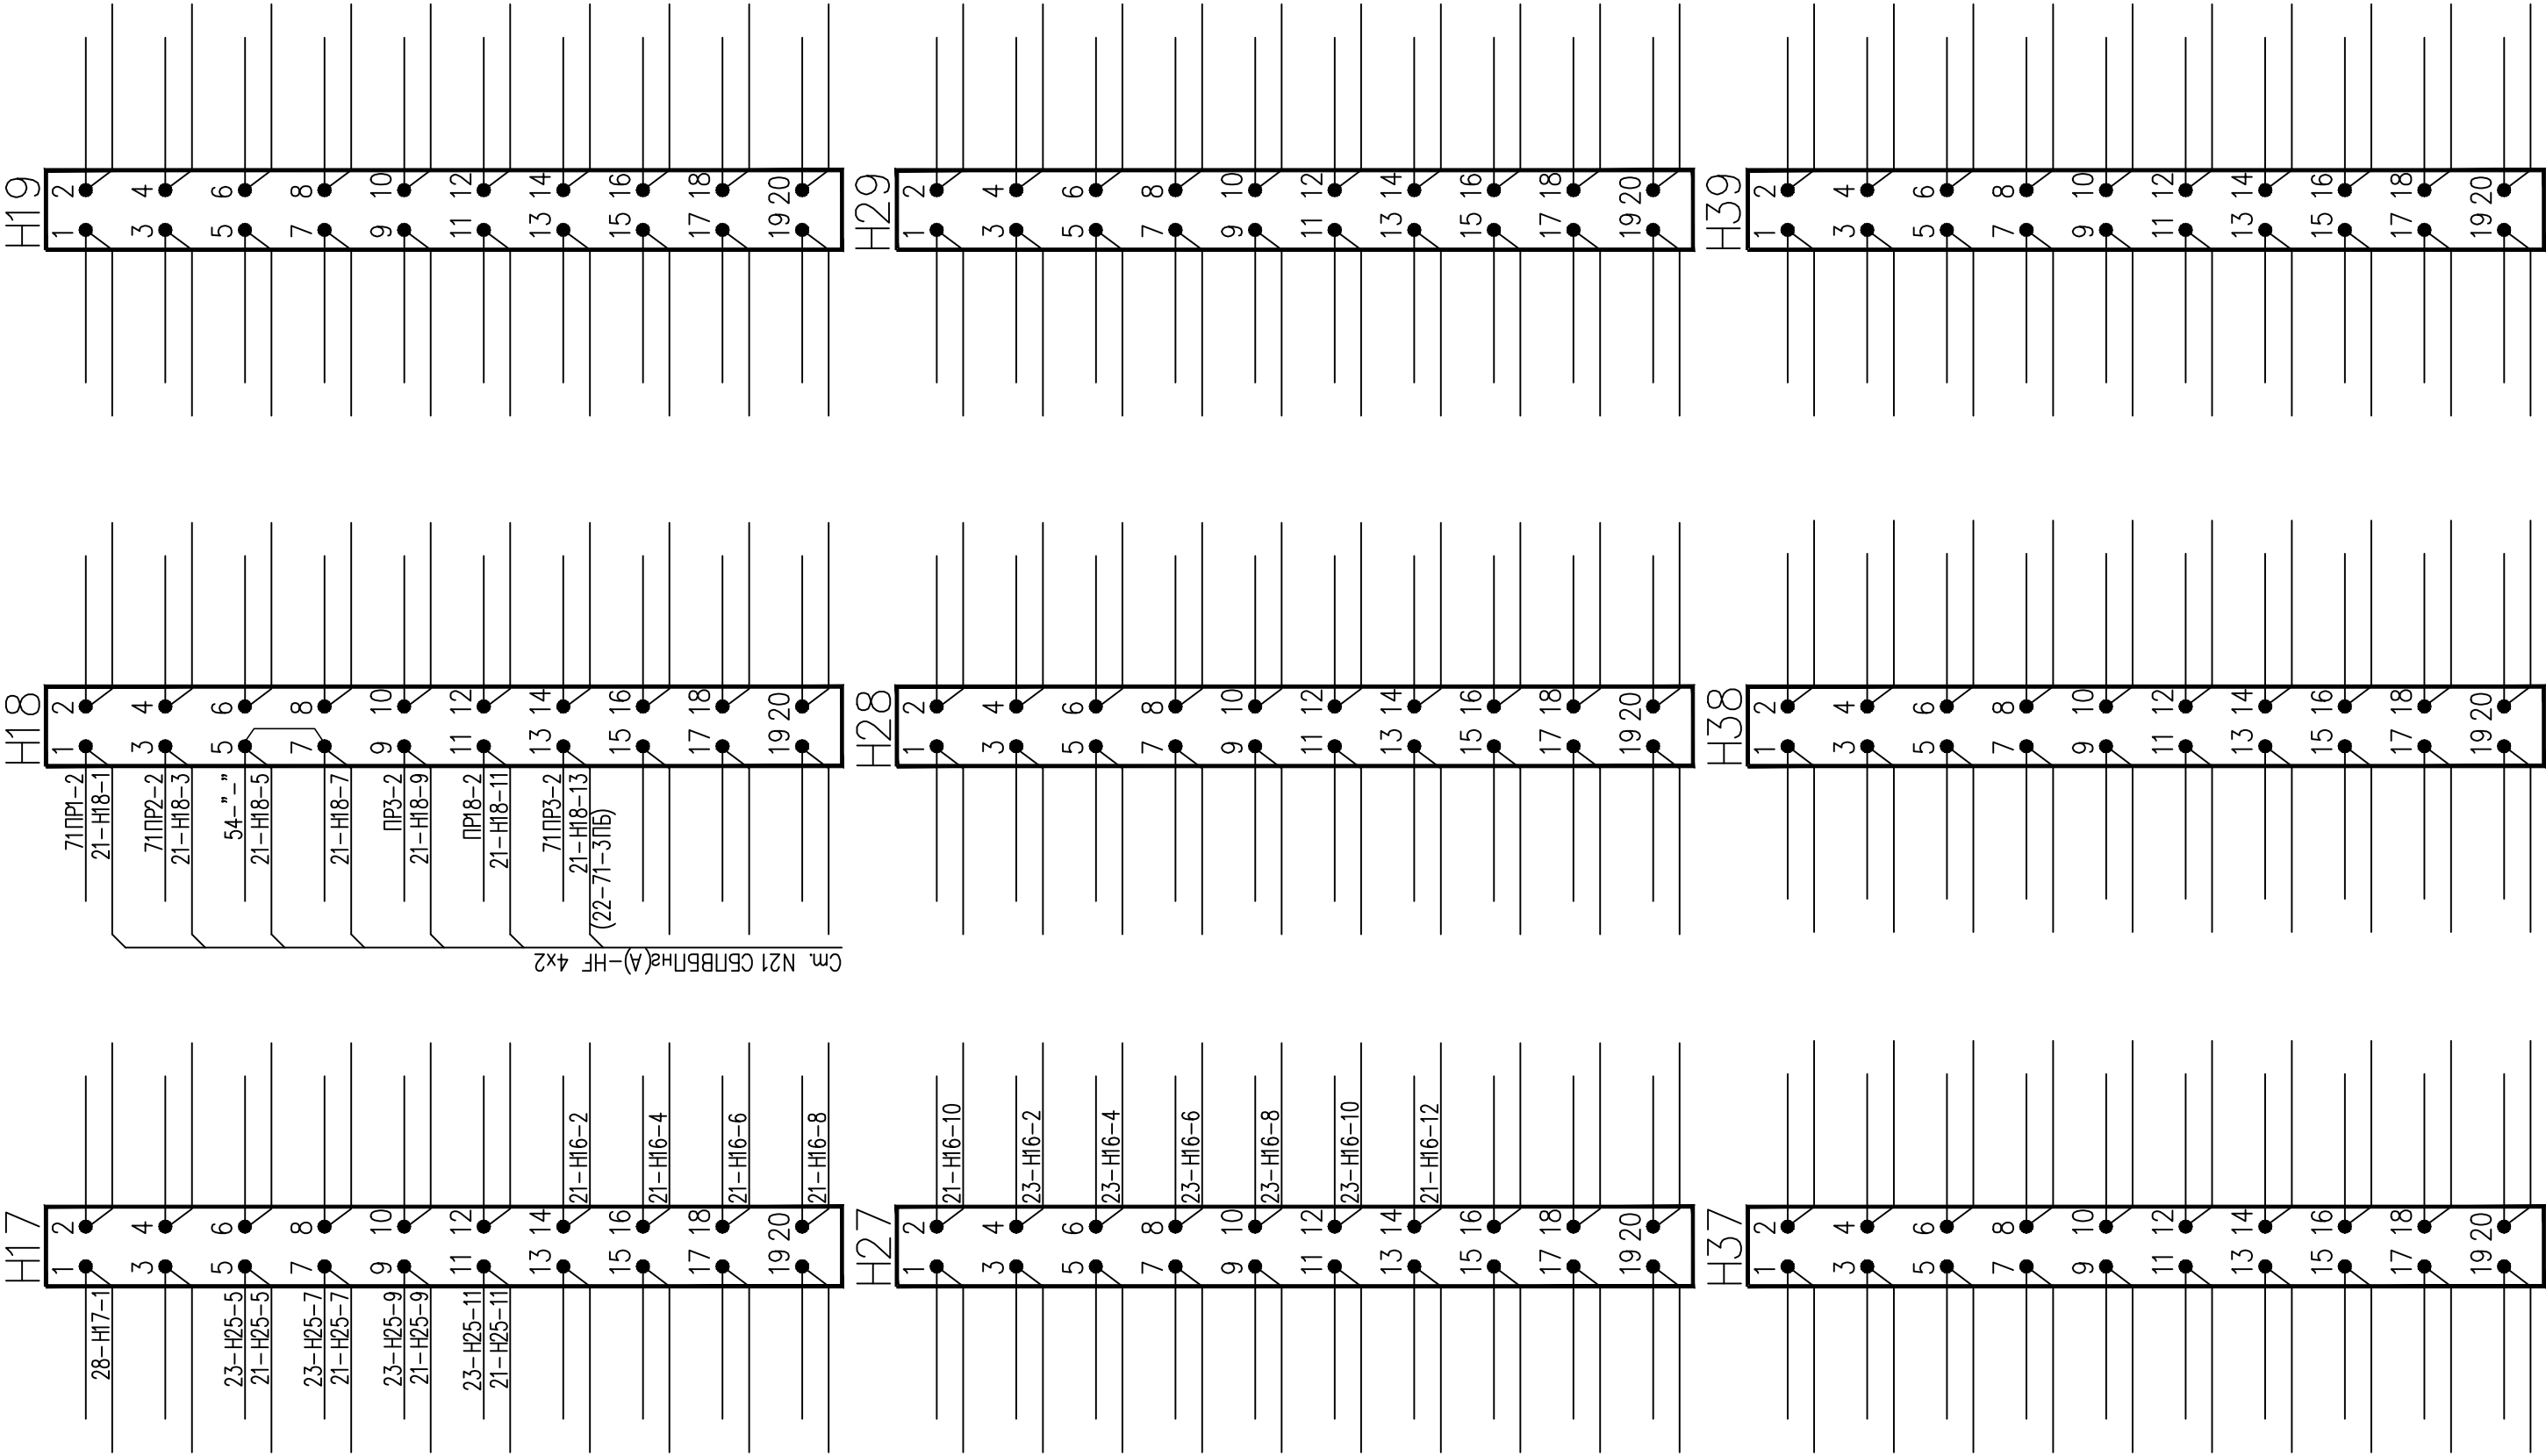 Н19
2 4 6 8 10 12 14 16 18 20
1 3 5 7 9 11 13 15 17 19
Н29
2 4 6 8 10 12 14 16 18 20
1 3 5 7 9 11 13 15 17 19
Н39
2 4 6 8 10 12 14 16 18 20
1 3 5 7 9 11 13 15 17 19
Н18
2 4 6 8 10 12 14 16 18 20
1 3 5 7 9 11 13 15 17 19
71ПР1-2
21-Н18-1
71ПР2-2
21-Н18-3
54-"-"
21-Н18-5
21-Н18-7
ПР3-2
21-Н18-9
ПР18-2
21-Н18-11
71ПР3-2
21-Н18-13
(22-71-3ПБ)
Ст. N21 СБПВБПнг(А)-HF 4х2
Н28
2 4 6 8 10 12 14 16 18 20
1 3 5 7 9 11 13 15 17 19
Н38
2 4 6 8 10 12 14 16 18 20
1 3 5 7 9 11 13 15 17 19
Н17
21-Н16-2
21-Н16-4
21-Н16-6
21-Н16-8
2 4 6 8 10 12 14 16 18 20
1 3 5 7 9 11 13 15 17 19
28-Н17-1
23-Н25-5
21-Н25-5
23-Н25-7
21-Н25-7
23-Н25-9
21-Н25-9
23-Н25-11
21-Н25-11
Н27
21-Н16-10
23-Н16-2
23-Н16-4
23-Н16-6
23-Н16-8
23-Н16-10
21-Н16-12
2 4 6 8 10 12 14 16 18 20
1 3 5 7 9 11 13 15 17 19
Н37
2 4 6 8 10 12 14 16 18 20
1 3 5 7 9 11 13 15 17 19